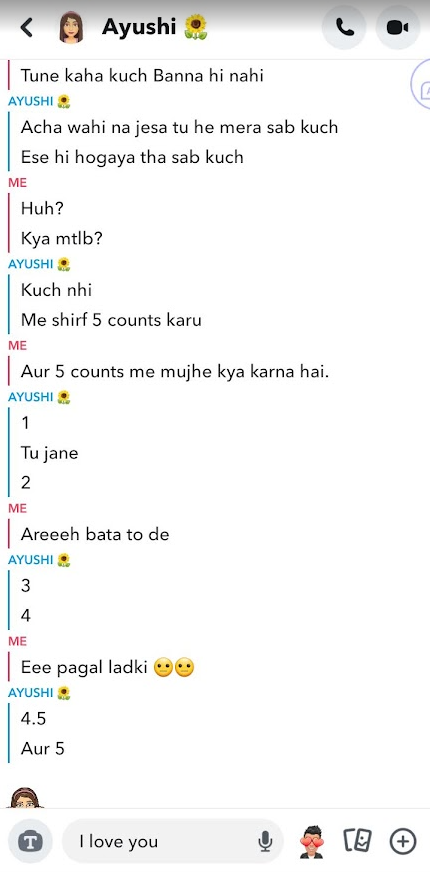 Ayushi 🌻
Tune kaha kuch Banna hi nahi
AYUSHI 🌻
Acha wahi na jesa tu he mera sab kuch
Ese hi hogaya tha sab kuch
ME
Huh?
Kya mtlb?
AYUSHI 🌻
Kuch nhi
Me shirf 5 counts karu
ME
Aur 5 counts me mujhe kya karna hai.
AYUSHI 🌻
1
Tu jane
2
ME
Areeeh bata to de
AYUSHI 🌻
3
4
ME
Eee pagal ladki 😐😐
AYUSHI 🌻
4.5
Aur 5
T
I love you